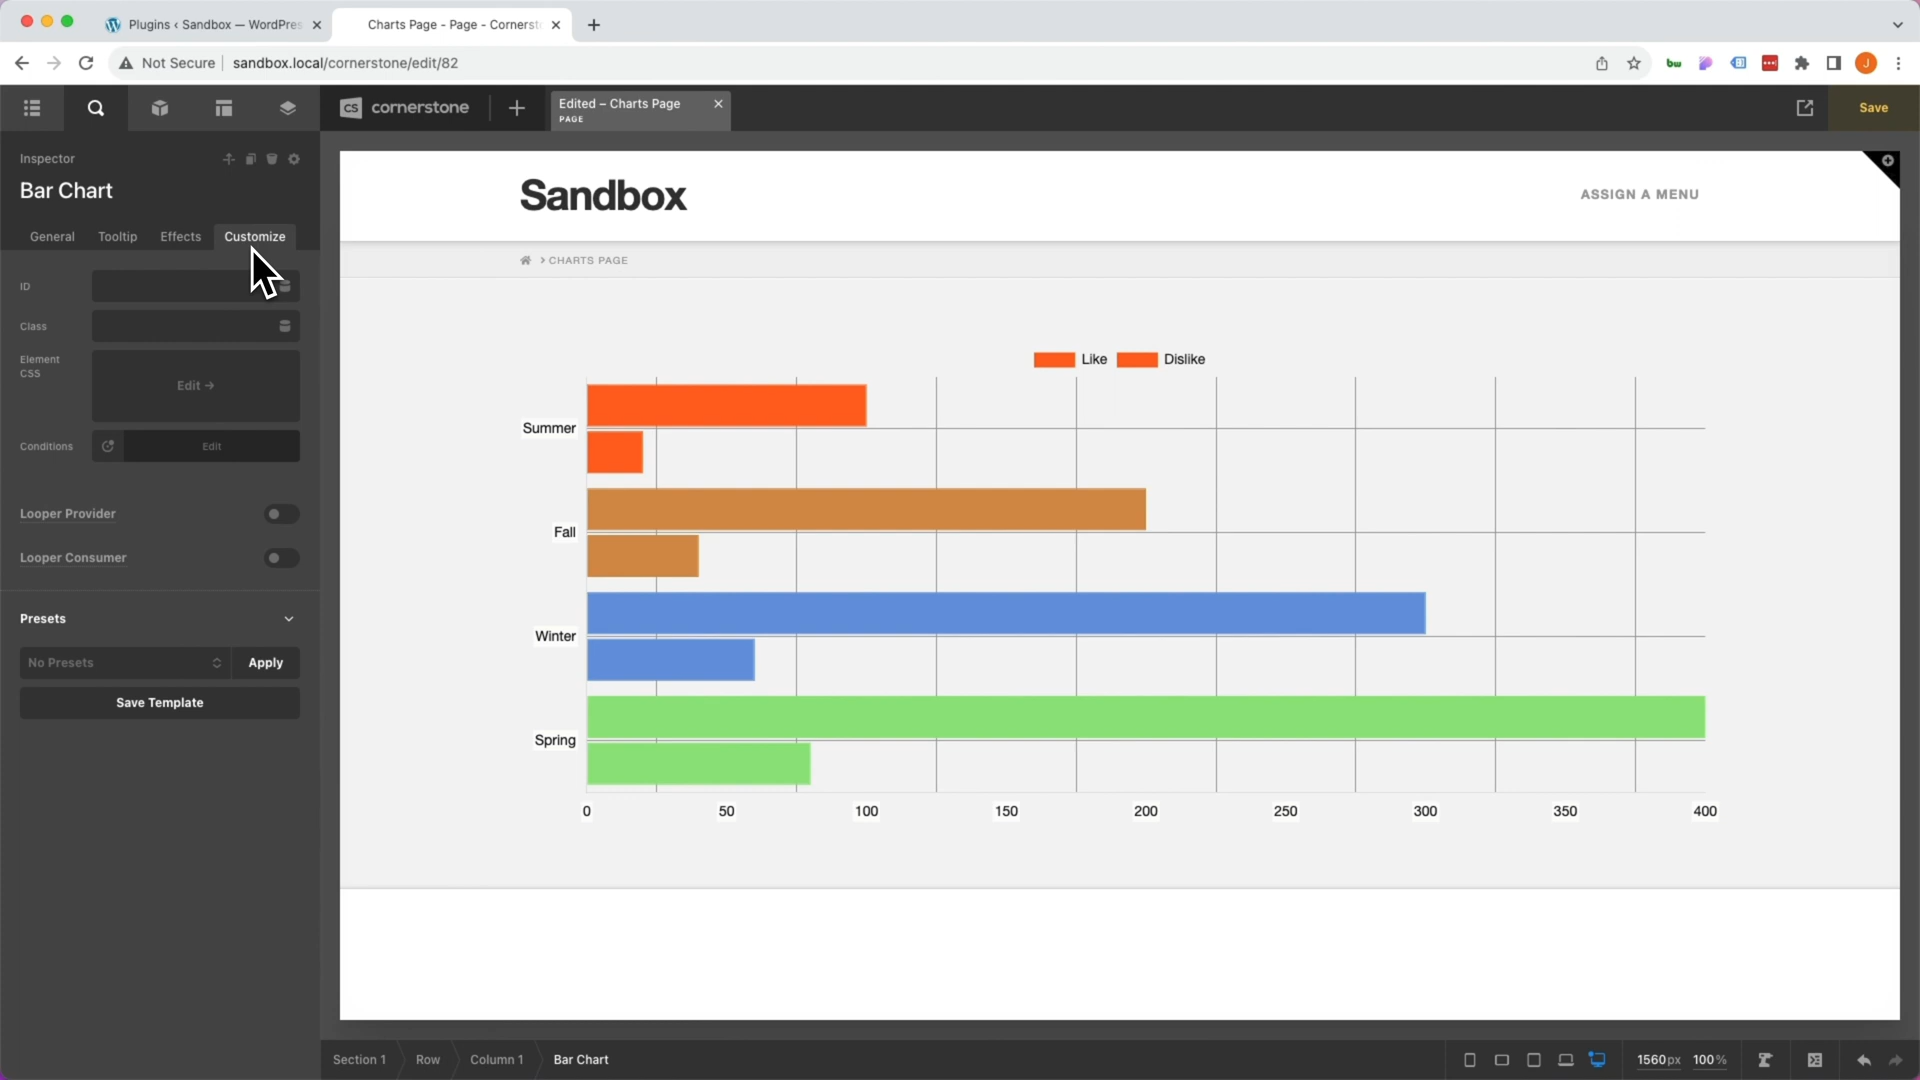 Plugins ‹ Sandbox — WordPres
Charts Page - Page - Cornerst
Not Secure
sandbox.local/cornerstone/edit/82
bw
J
cs cornerstone
Edited – Charts Page
PAGE
Save
Inspector
Bar Chart
General
Tooltip
Effects
Customize
ID
Class
Element
CSS
Edit →
Conditions
Edit
Looper Provider
Looper Consumer
Presets
No Presets
Apply
Save Template
Sandbox
ASSIGN A MENU
CHARTS PAGE
Like
Dislike
Summer
Fall
Winter
Spring
0
50
100
150
200
250
300
350
400
Section 1
Row
Column 1
Bar Chart
1560px
100%